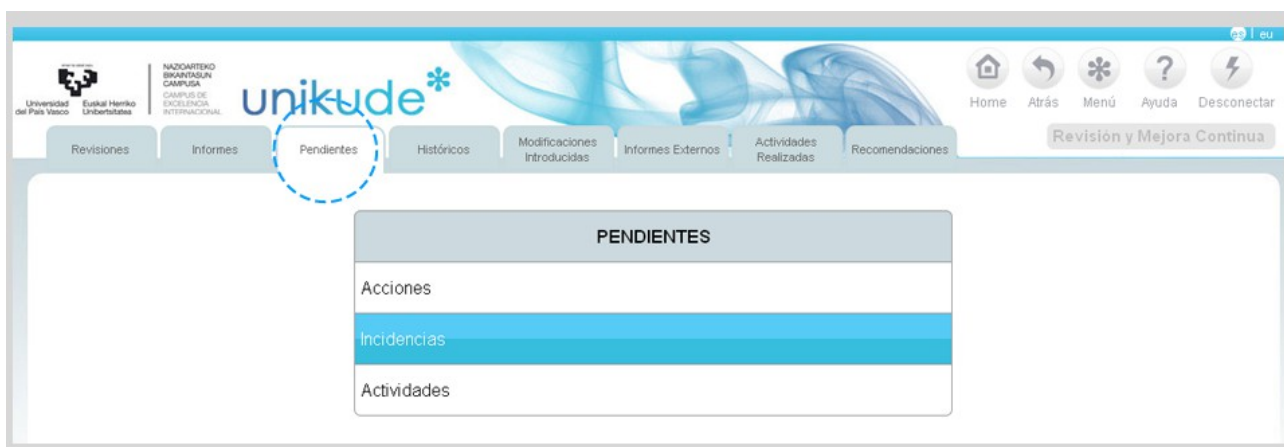 es | eu
Universidad
del País Vasco
Euskal Herriko
Unibertsitatea
NAZIOARTEKO
BIKAINTASUN
CAMPUSA
CAMPUS DE
EXCELENCIA
INTERNACIONAL
unikude*
Home Atrás Menú Ayuda Desconectar
Revisión y Mejora Continua
Revisiones
Informes
Pendientes
Históricos
Modificaciones
Introducidas
Informes Externos
Actividades
Realizadas
Recomendaciones
PENDIENTES
Acciones
Incidencias
Actividades